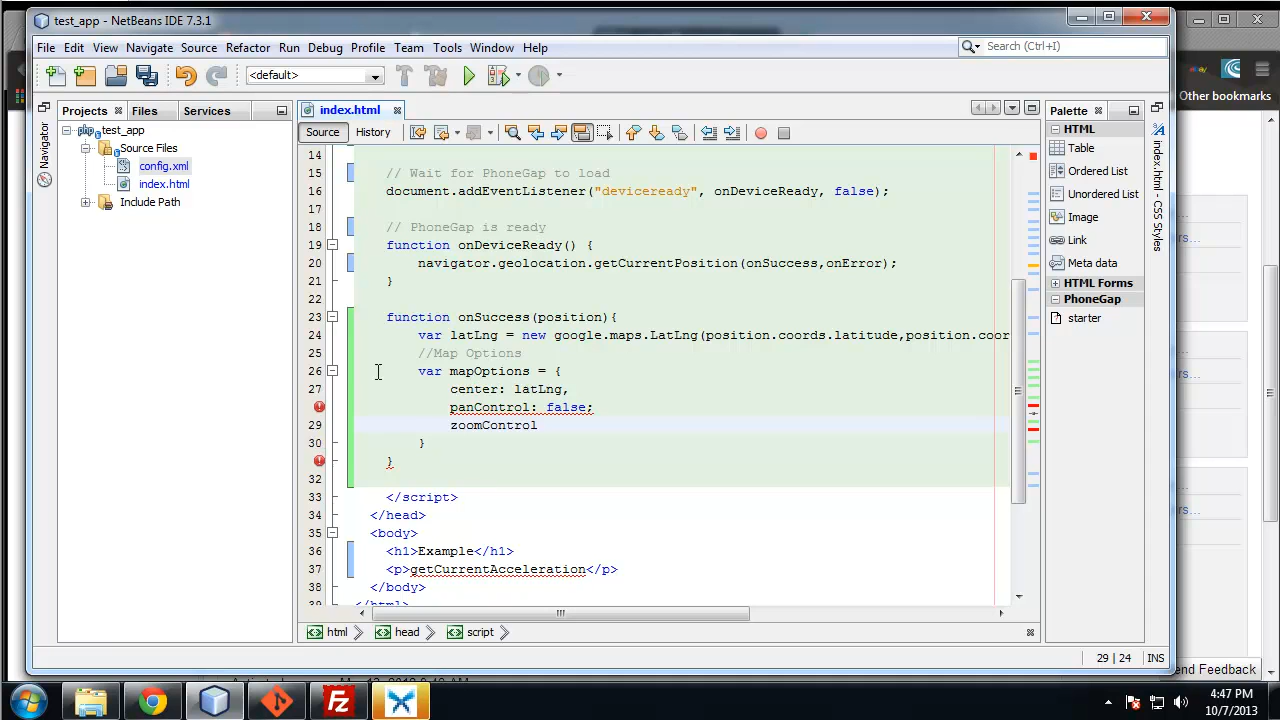 test_app - NetBeans IDE 7.3.1
File Edit View Navigate Source Refactor Run Debug Profile Team Tools Window Help
Search (Ctrl+I)
<default>
Other bookmarks
Projects Files Services
index.html
Palette
Source History
Navigator
test_app
Source Files
config.xml
index.html
Include Path
14
15 // Wait for PhoneGap to load
16 document.addEventListener("deviceready", onDeviceReady, false);
17
18 // PhoneGap is ready
19 function onDeviceReady() {
20 navigator.geolocation.getCurrentPosition(onSuccess,onError);
21 }
22
23 function onSuccess(position){
24 var latLng = new google.maps.LatLng(position.coords.latitude,position.coor
25 //Map Options
26 var mapOptions = {
27 center: latLng,
panControl: false;
29 zoomControl
30 }
}
32
33 </script>
34 </head>
35 <body>
36 <h1>Example</h1>
37 <p>getCurrentAcceleration</p>
38 </body>
39 </html>
HTML
Table
Ordered List
Unordered List
Image
Link
Meta data
HTML Forms
PhoneGap
starter
index.html - CSS Styles
html head script
29 | 24 INS
end Feedback
4:47 PM
10/7/2013